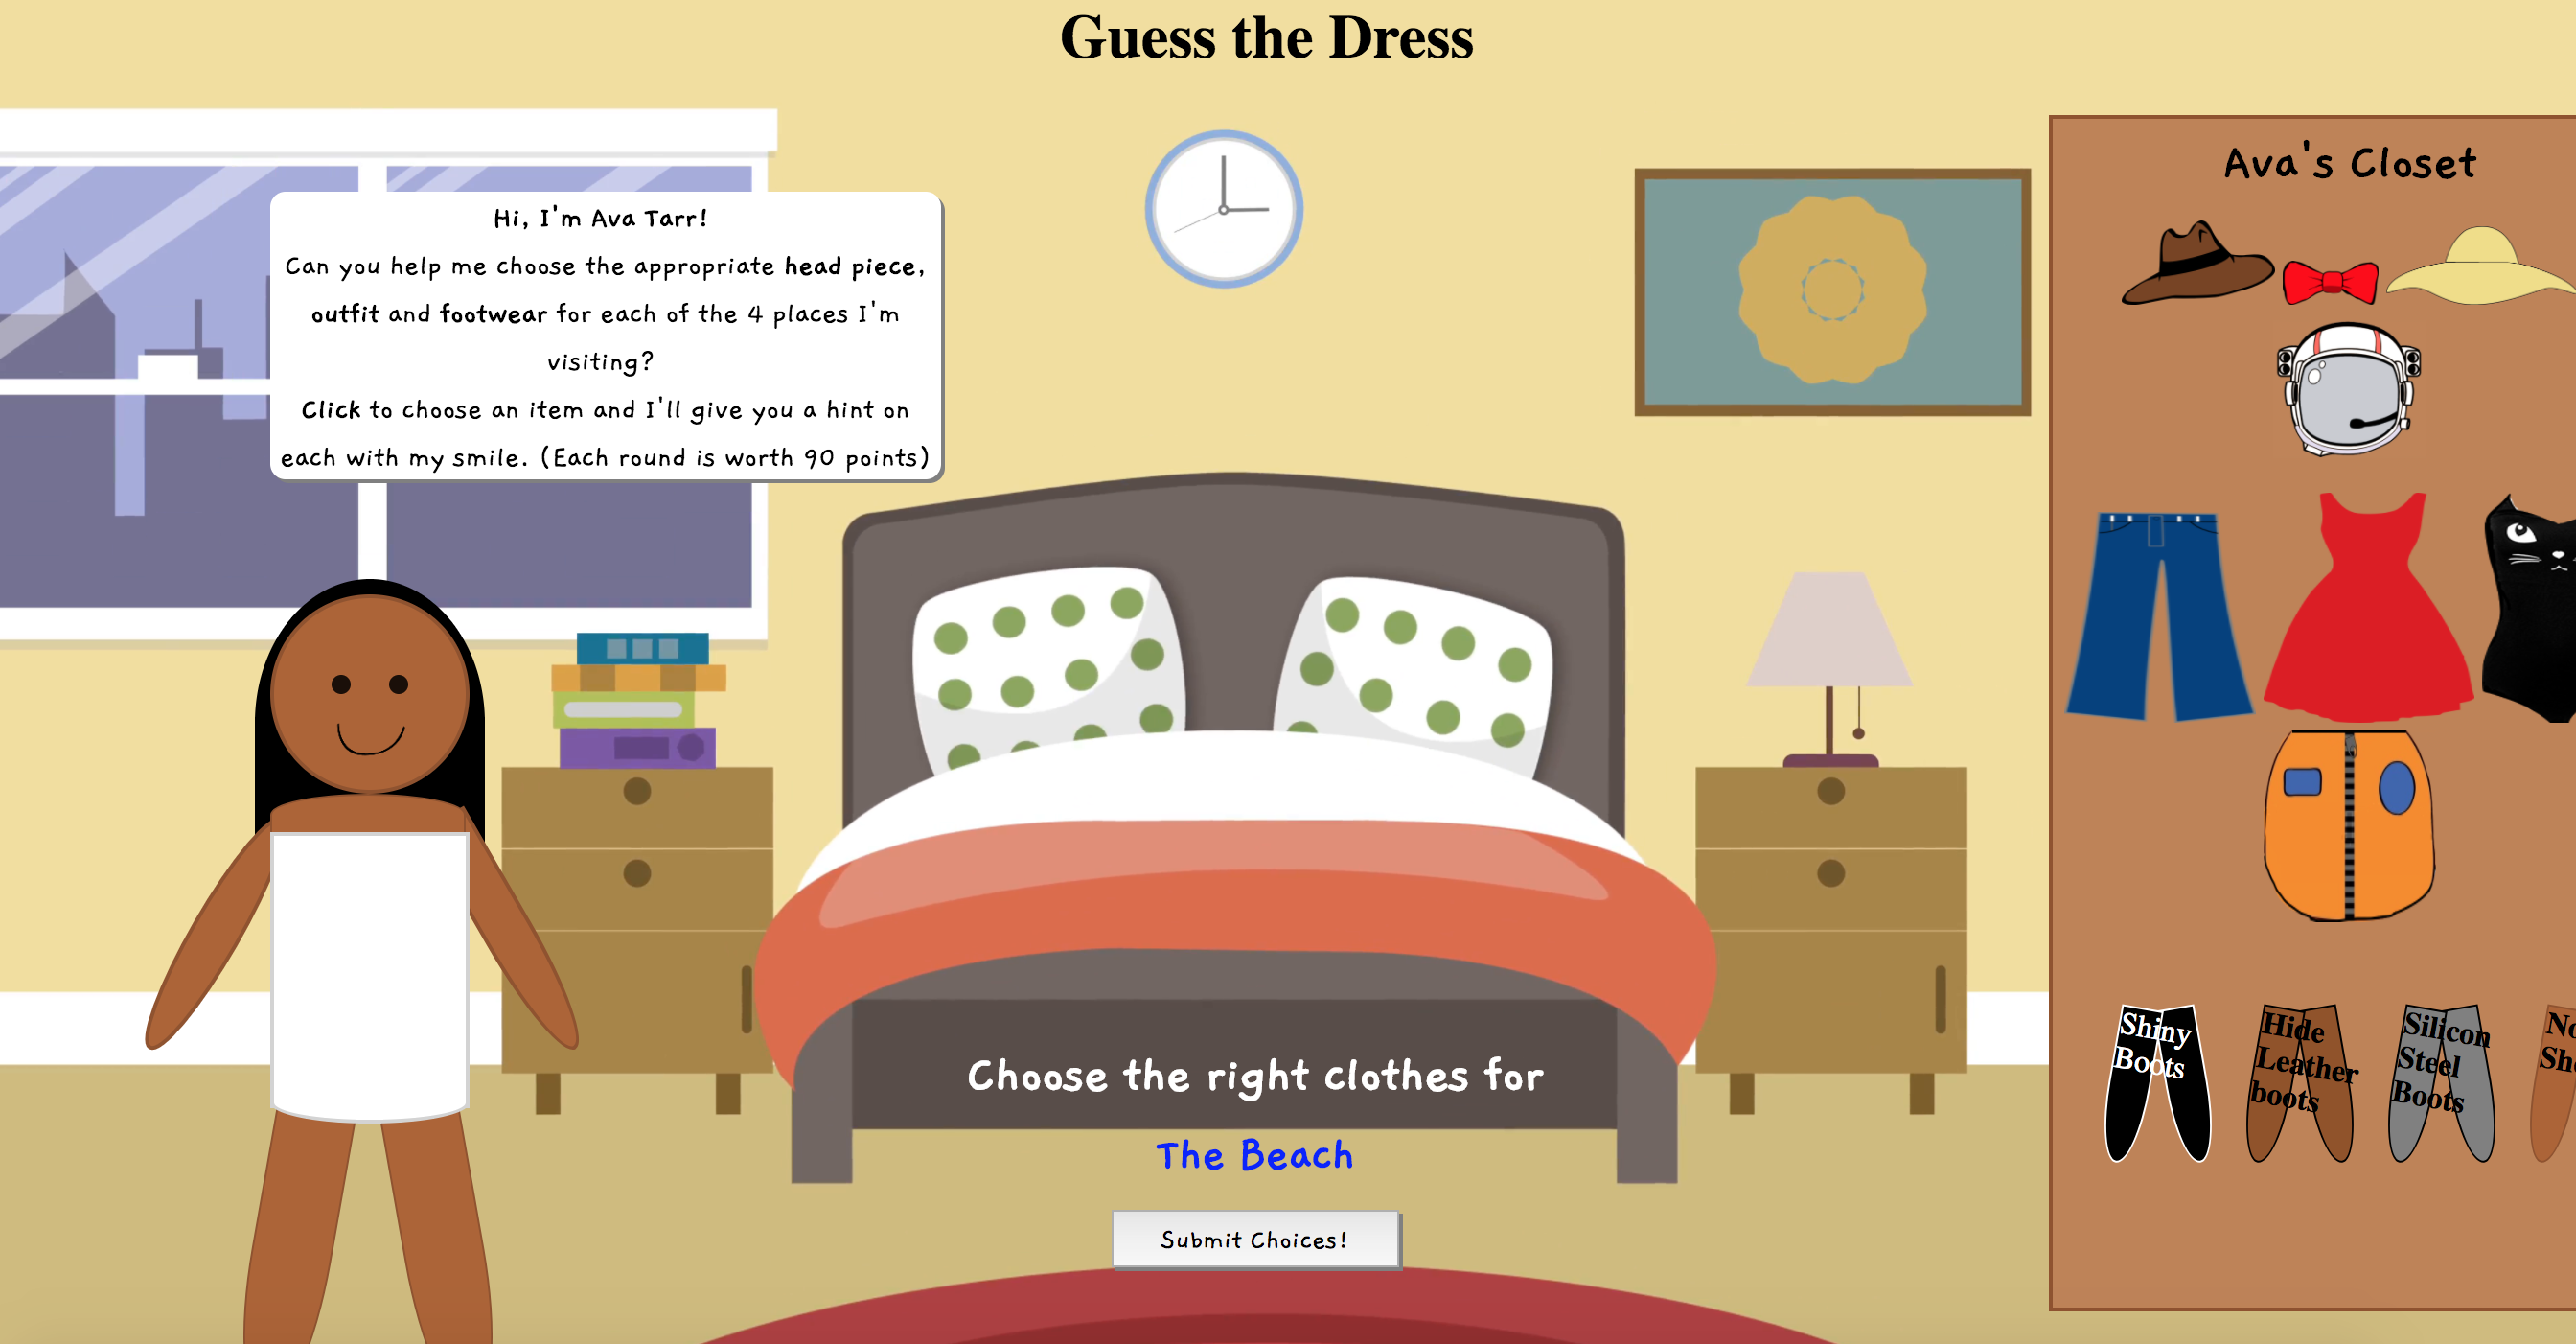 Guess the Dress
Hi, I'm Ava Tarr!
Can you help me choose the appropriate head piece,
outfit and footwear for each of the 4 places I'm
visiting?
Click to choose an item and I'll give you a hint on
each with my smile. (Each round is worth 90 points)
Ava's Closet
Shiny
Boots
Hide
Leather
boots
Silicon
Steel
Boots
Choose the right clothes for
The Beach
Submit Choices!